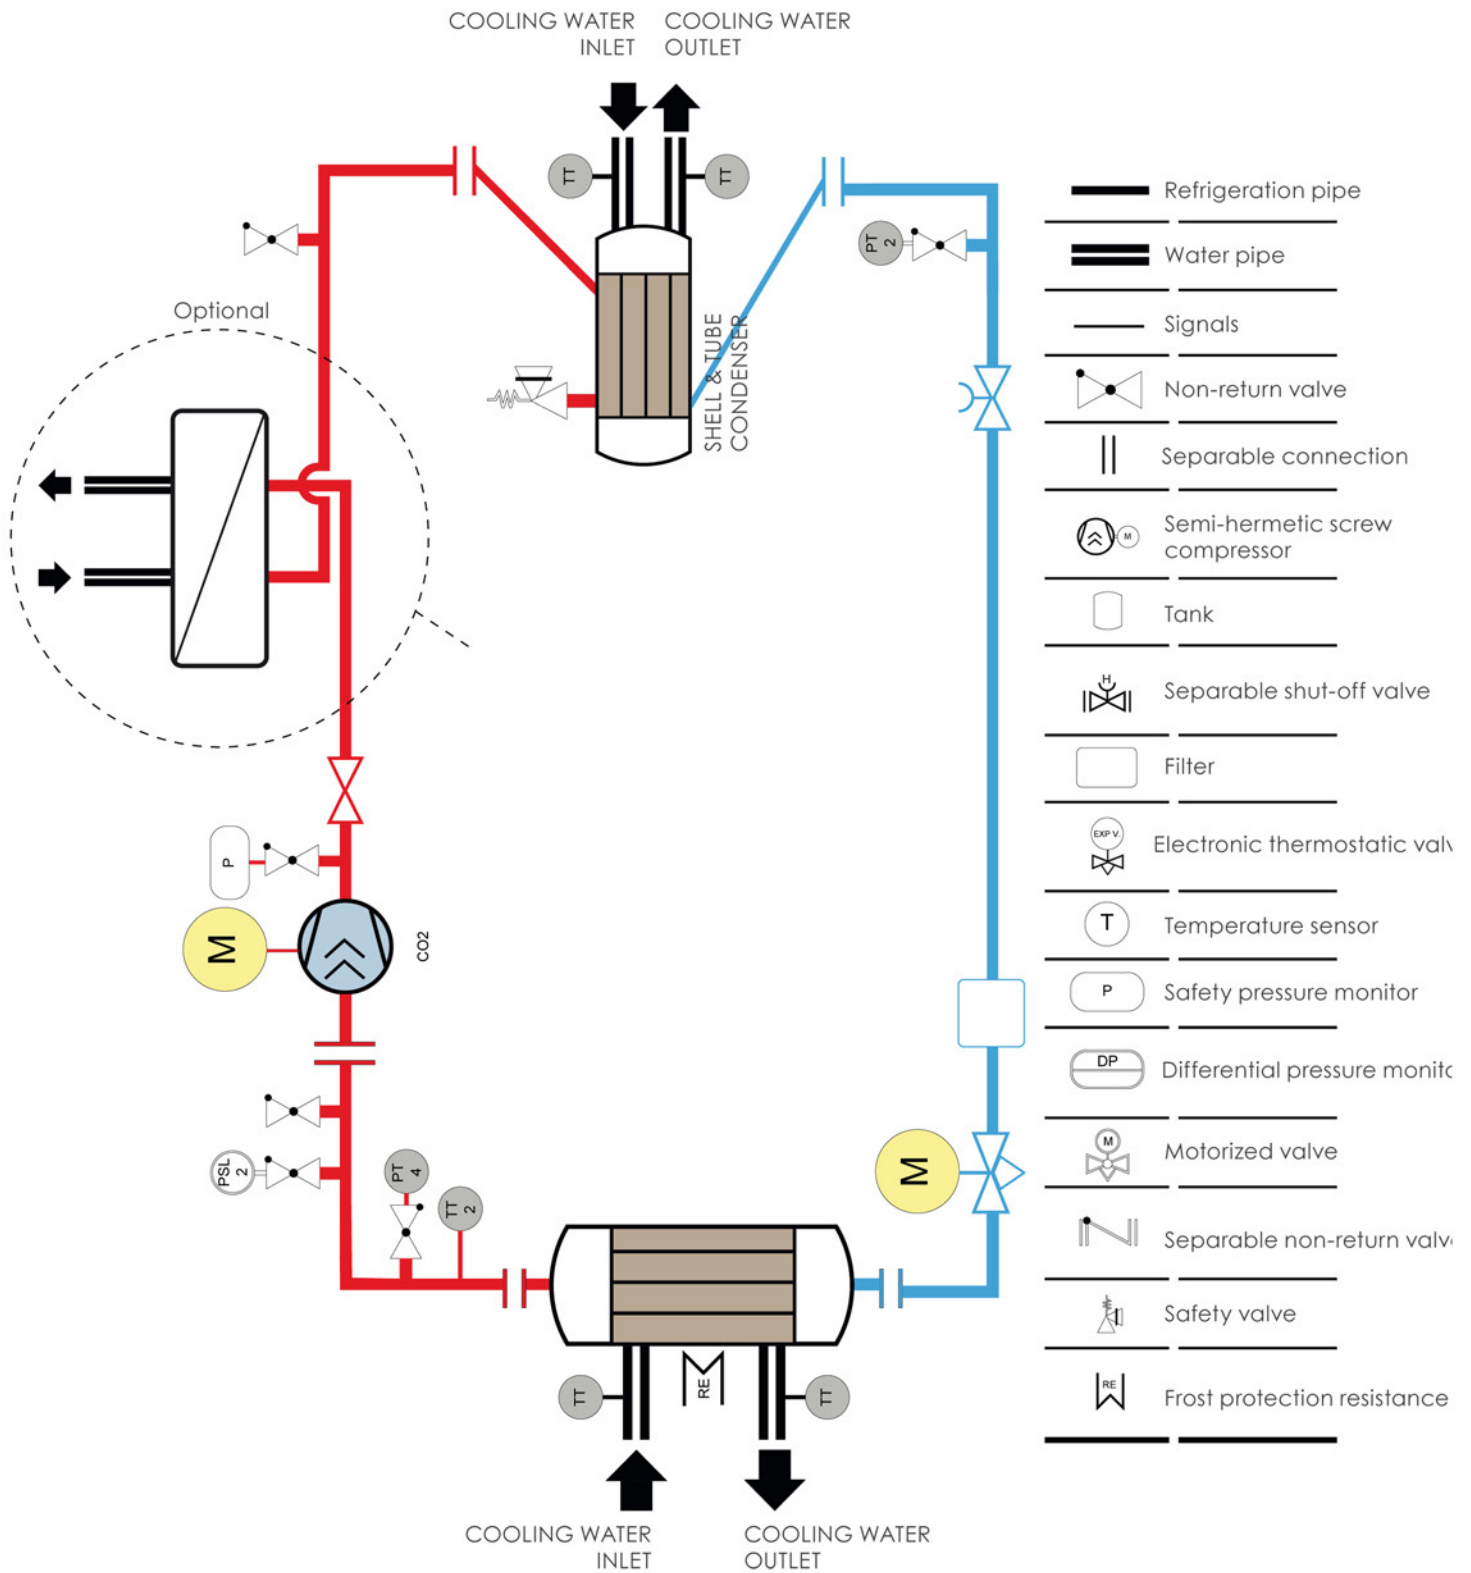 COOLING WATER
INLET
COOLING WATER
OUTLET
TT
TT
PT
2
Optional
SHELL & TUBE
CONDENSER
P
M
CO2
PSL
2
PT
4
TT
2
M
TT
RE
TT
COOLING WATER
INLET
COOLING WATER
OUTLET
Refrigeration pipe
Water pipe
Signals
Non-return valve
Separable connection
M
Semi-hermetic screw
compressor
Tank
H
Separable shut-off valve
Filter
EXP V.
Electronic thermostatic valv
T
Temperature sensor
P
Safety pressure monitor
DP
Differential pressure monito
M
Motorized valve
Separable non-return valv
Safety valve
RE
Frost protection resistance